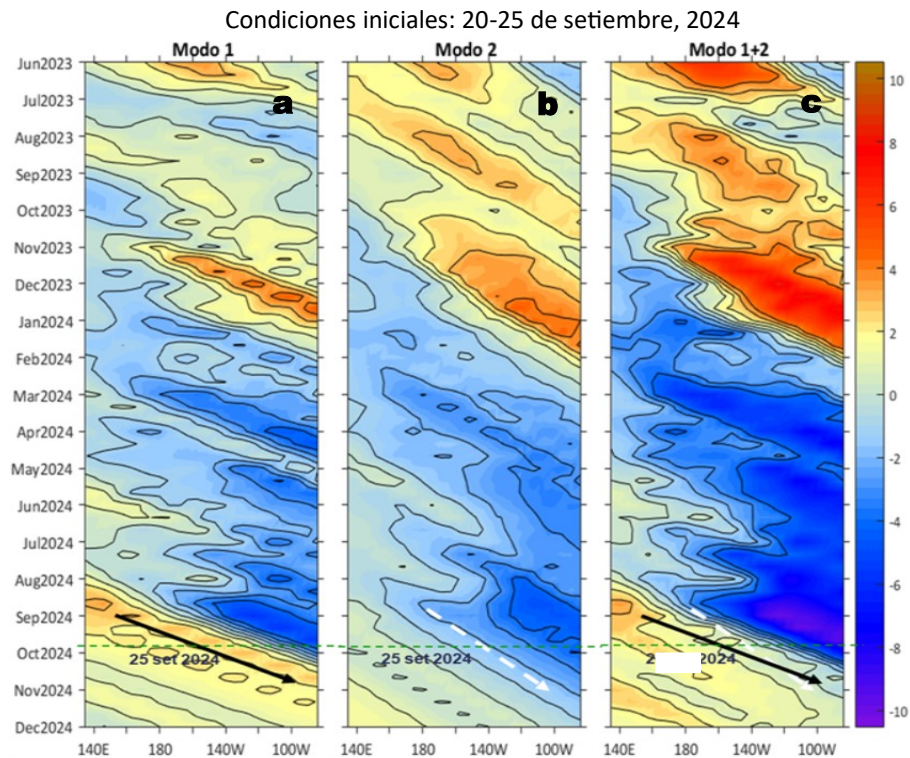 Condiciones iniciales: 20-25 de setiembre, 2024
Modo 1 Modo 2 Modo 1+2
a b c
Jun2023
Jul2023
Aug2023
Sep2023
Oct2023
Nov2023
Dec2023
Jan2024
Feb2024
Mar2024
Apr2024
May2024
Jun2024
Jul2024
Aug2024
Sep2024
Oct2024
Nov2024
Dec2024
25 set 2024 25 set 2024 2 2024
140E 180 140W 100W 140E 180 140W 100W 140E 180 140W 100W
10
8
6
4
2
0
-2
-4
-6
-8
-10